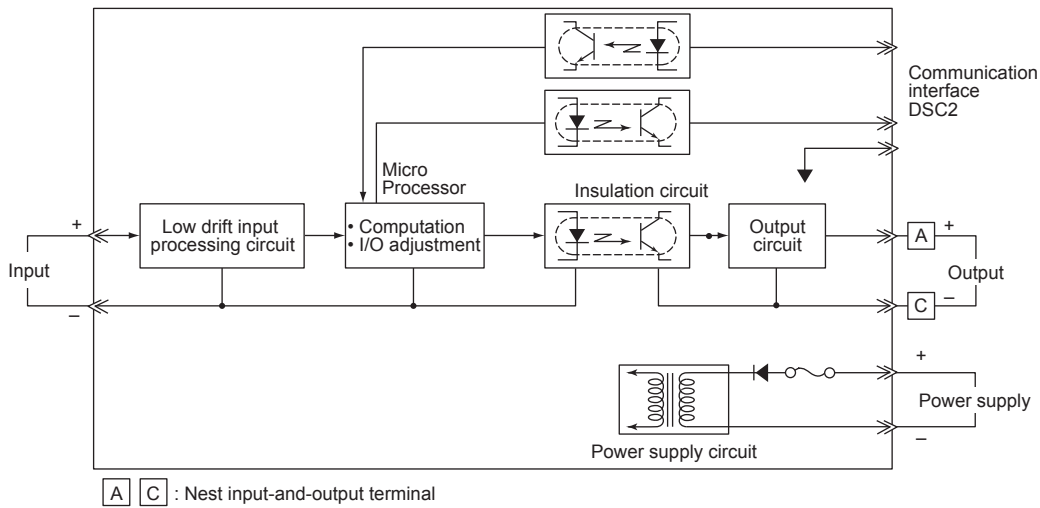 Communication
interface
DSC2
Micro
Processor
Insulation circuit
+
Low drift input
processing circuit
• Computation
• I/O adjustment
Output
circuit
A
+
Input
Output
–
C
–
+
Power supply
–
Power supply circuit
A C : Nest input-and-output terminal